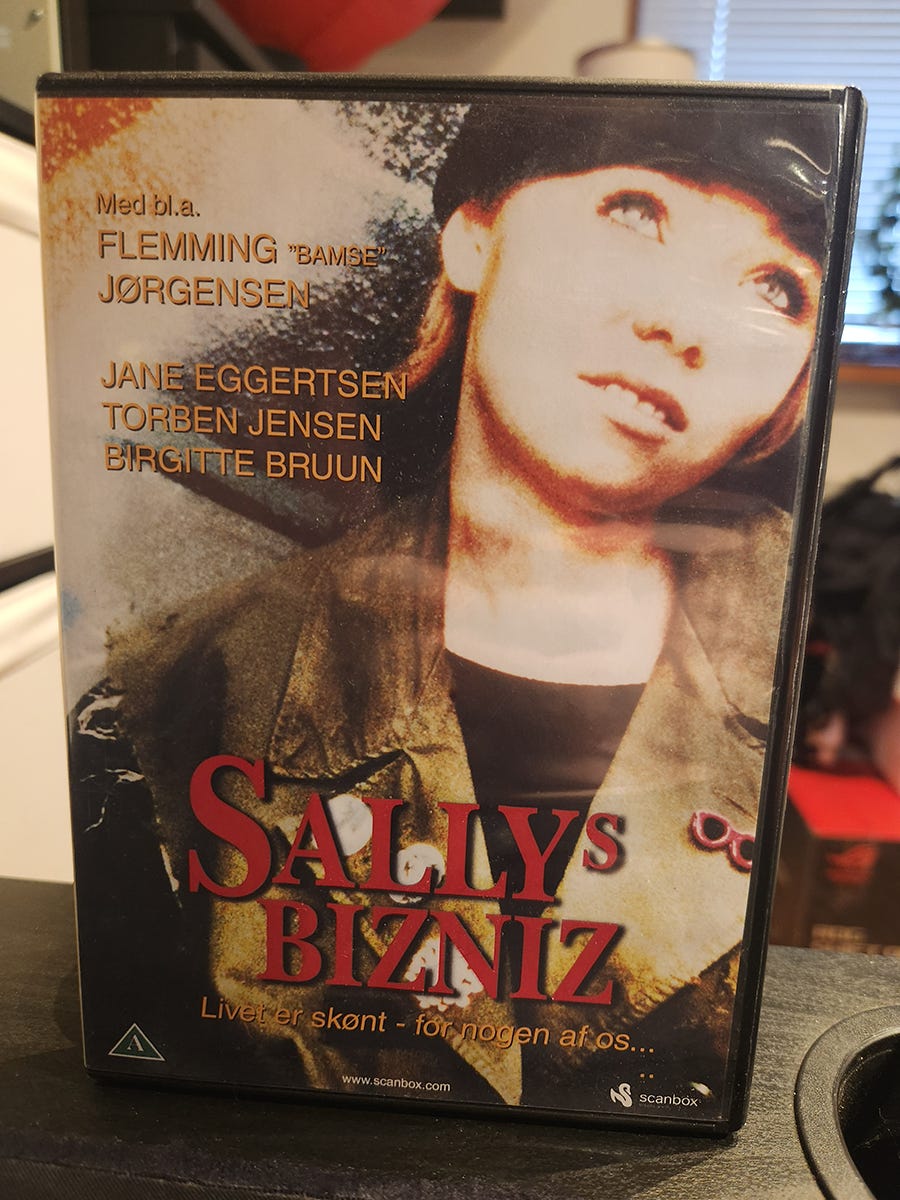 Med bl.a.
FLEMMING "BAMSE"
JØRGENSEN
JANE EGGERTSEN
TORBEN JENSEN
BIRGITTE BRUUN
SALLYS
BIZNIZ
Livet er skønt - for nogen af os...
A
www.scanbox.com
scanbox